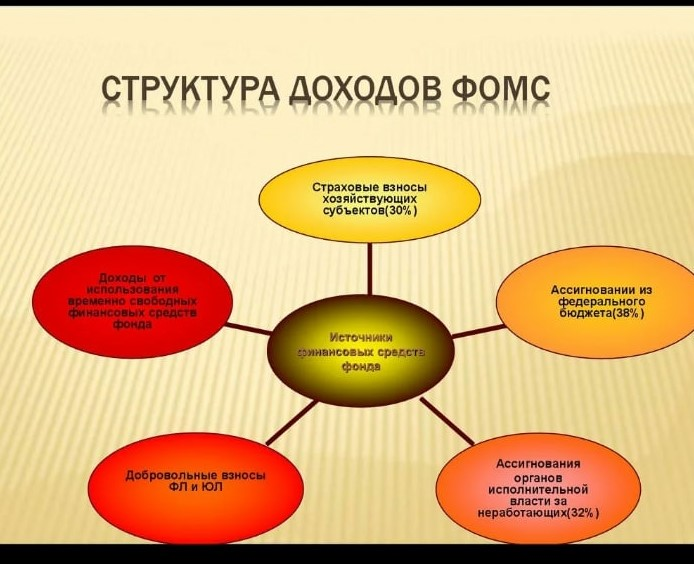 СТРУКТУРА ДОХОДОВ ФОМС
Страховые взносы
хозяйствующих
субъектов(30%)
Доходы от
использования
временно свободных
финансовых средств
фонда
Ассигновании из
федерального
бюджета(38%)
Источники
финансовых средств
фонда
Добровольные взносы
ФЛ и ЮЛ
Ассигнования
органов
исполнительной
власти за
неработающих(32%)